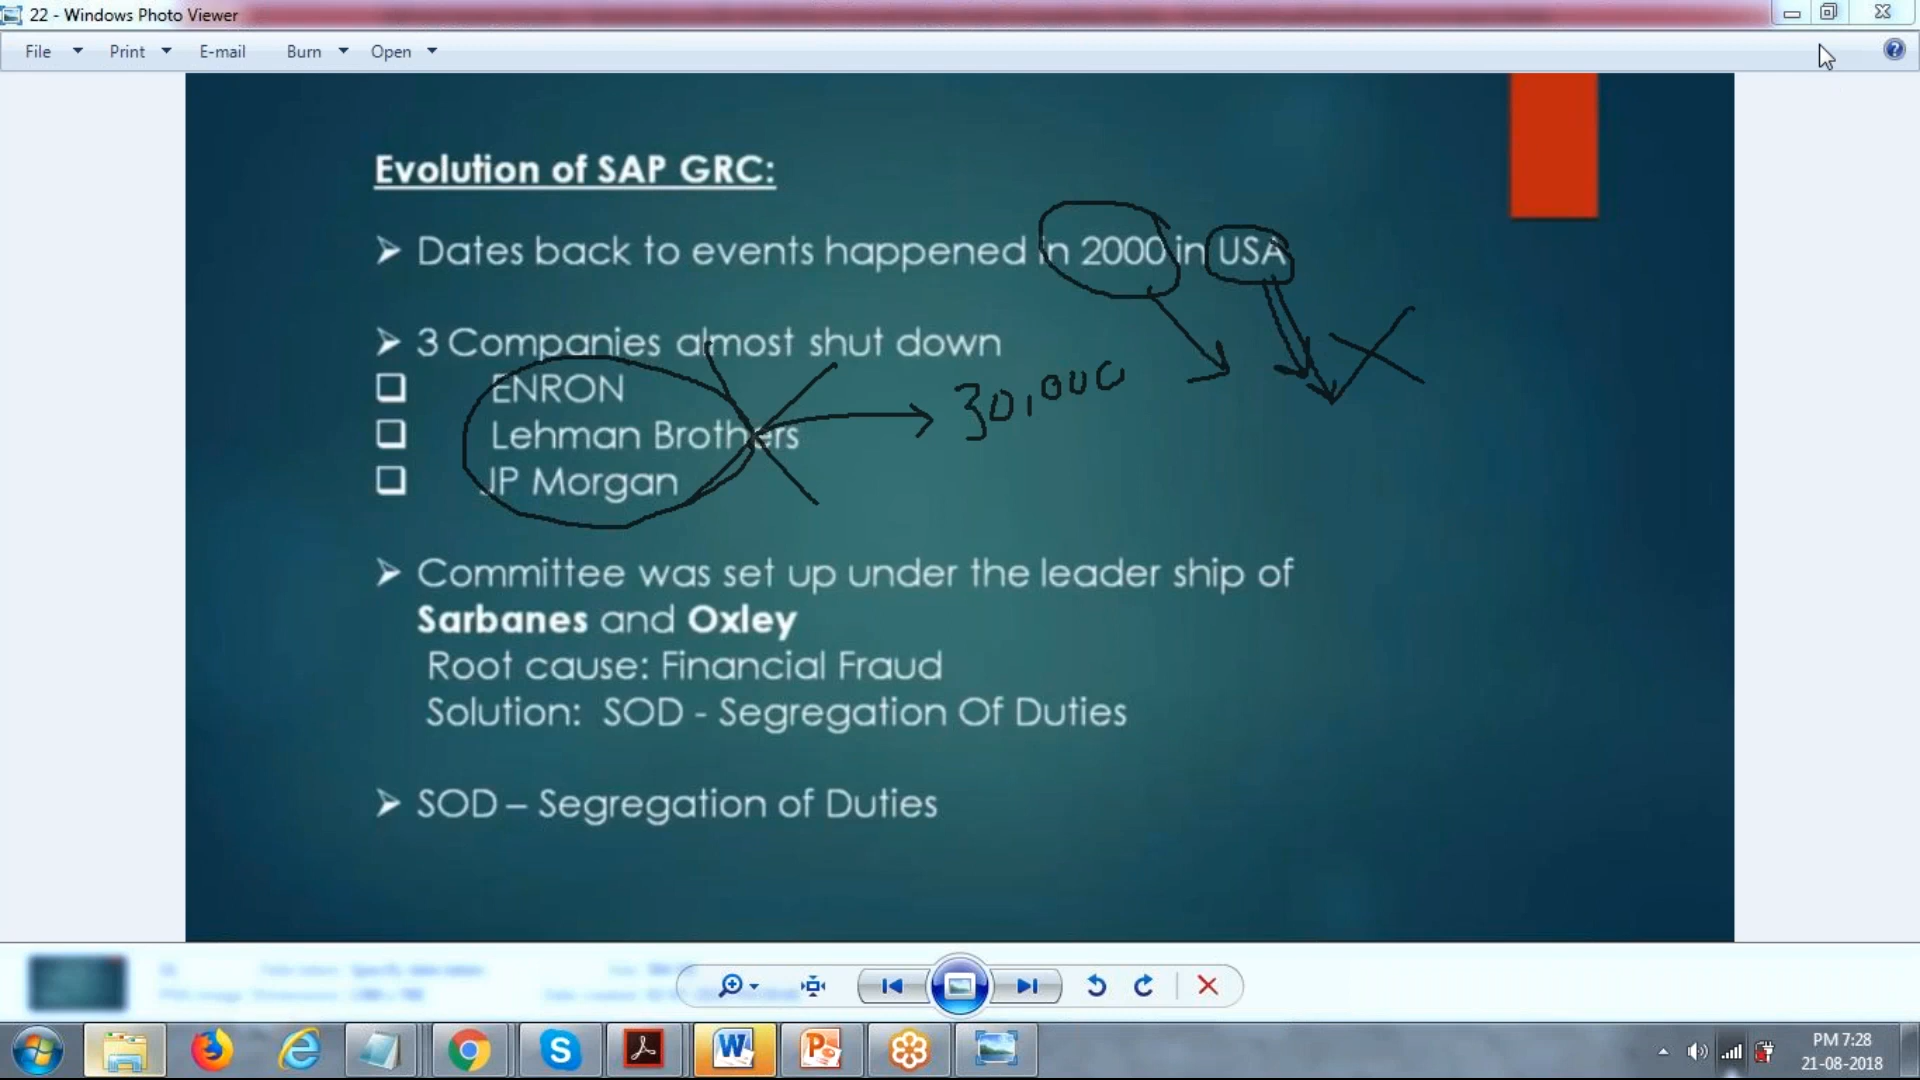 22 - Windows Photo Viewer
File Print E-mail Burn Open
Evolution of SAP GRC:
Dates back to events happened in 2000 in USA
3 Companies almost shut down
ENRON
30,000
Lehman Brothers
JP Morgan
Committee was set up under the leader ship of
Sarbanes and Oxley
Root cause: Financial Fraud
Solution: SOD - Segregation Of Duties
SOD – Segregation of Duties
PM 7:28
21-08-2018